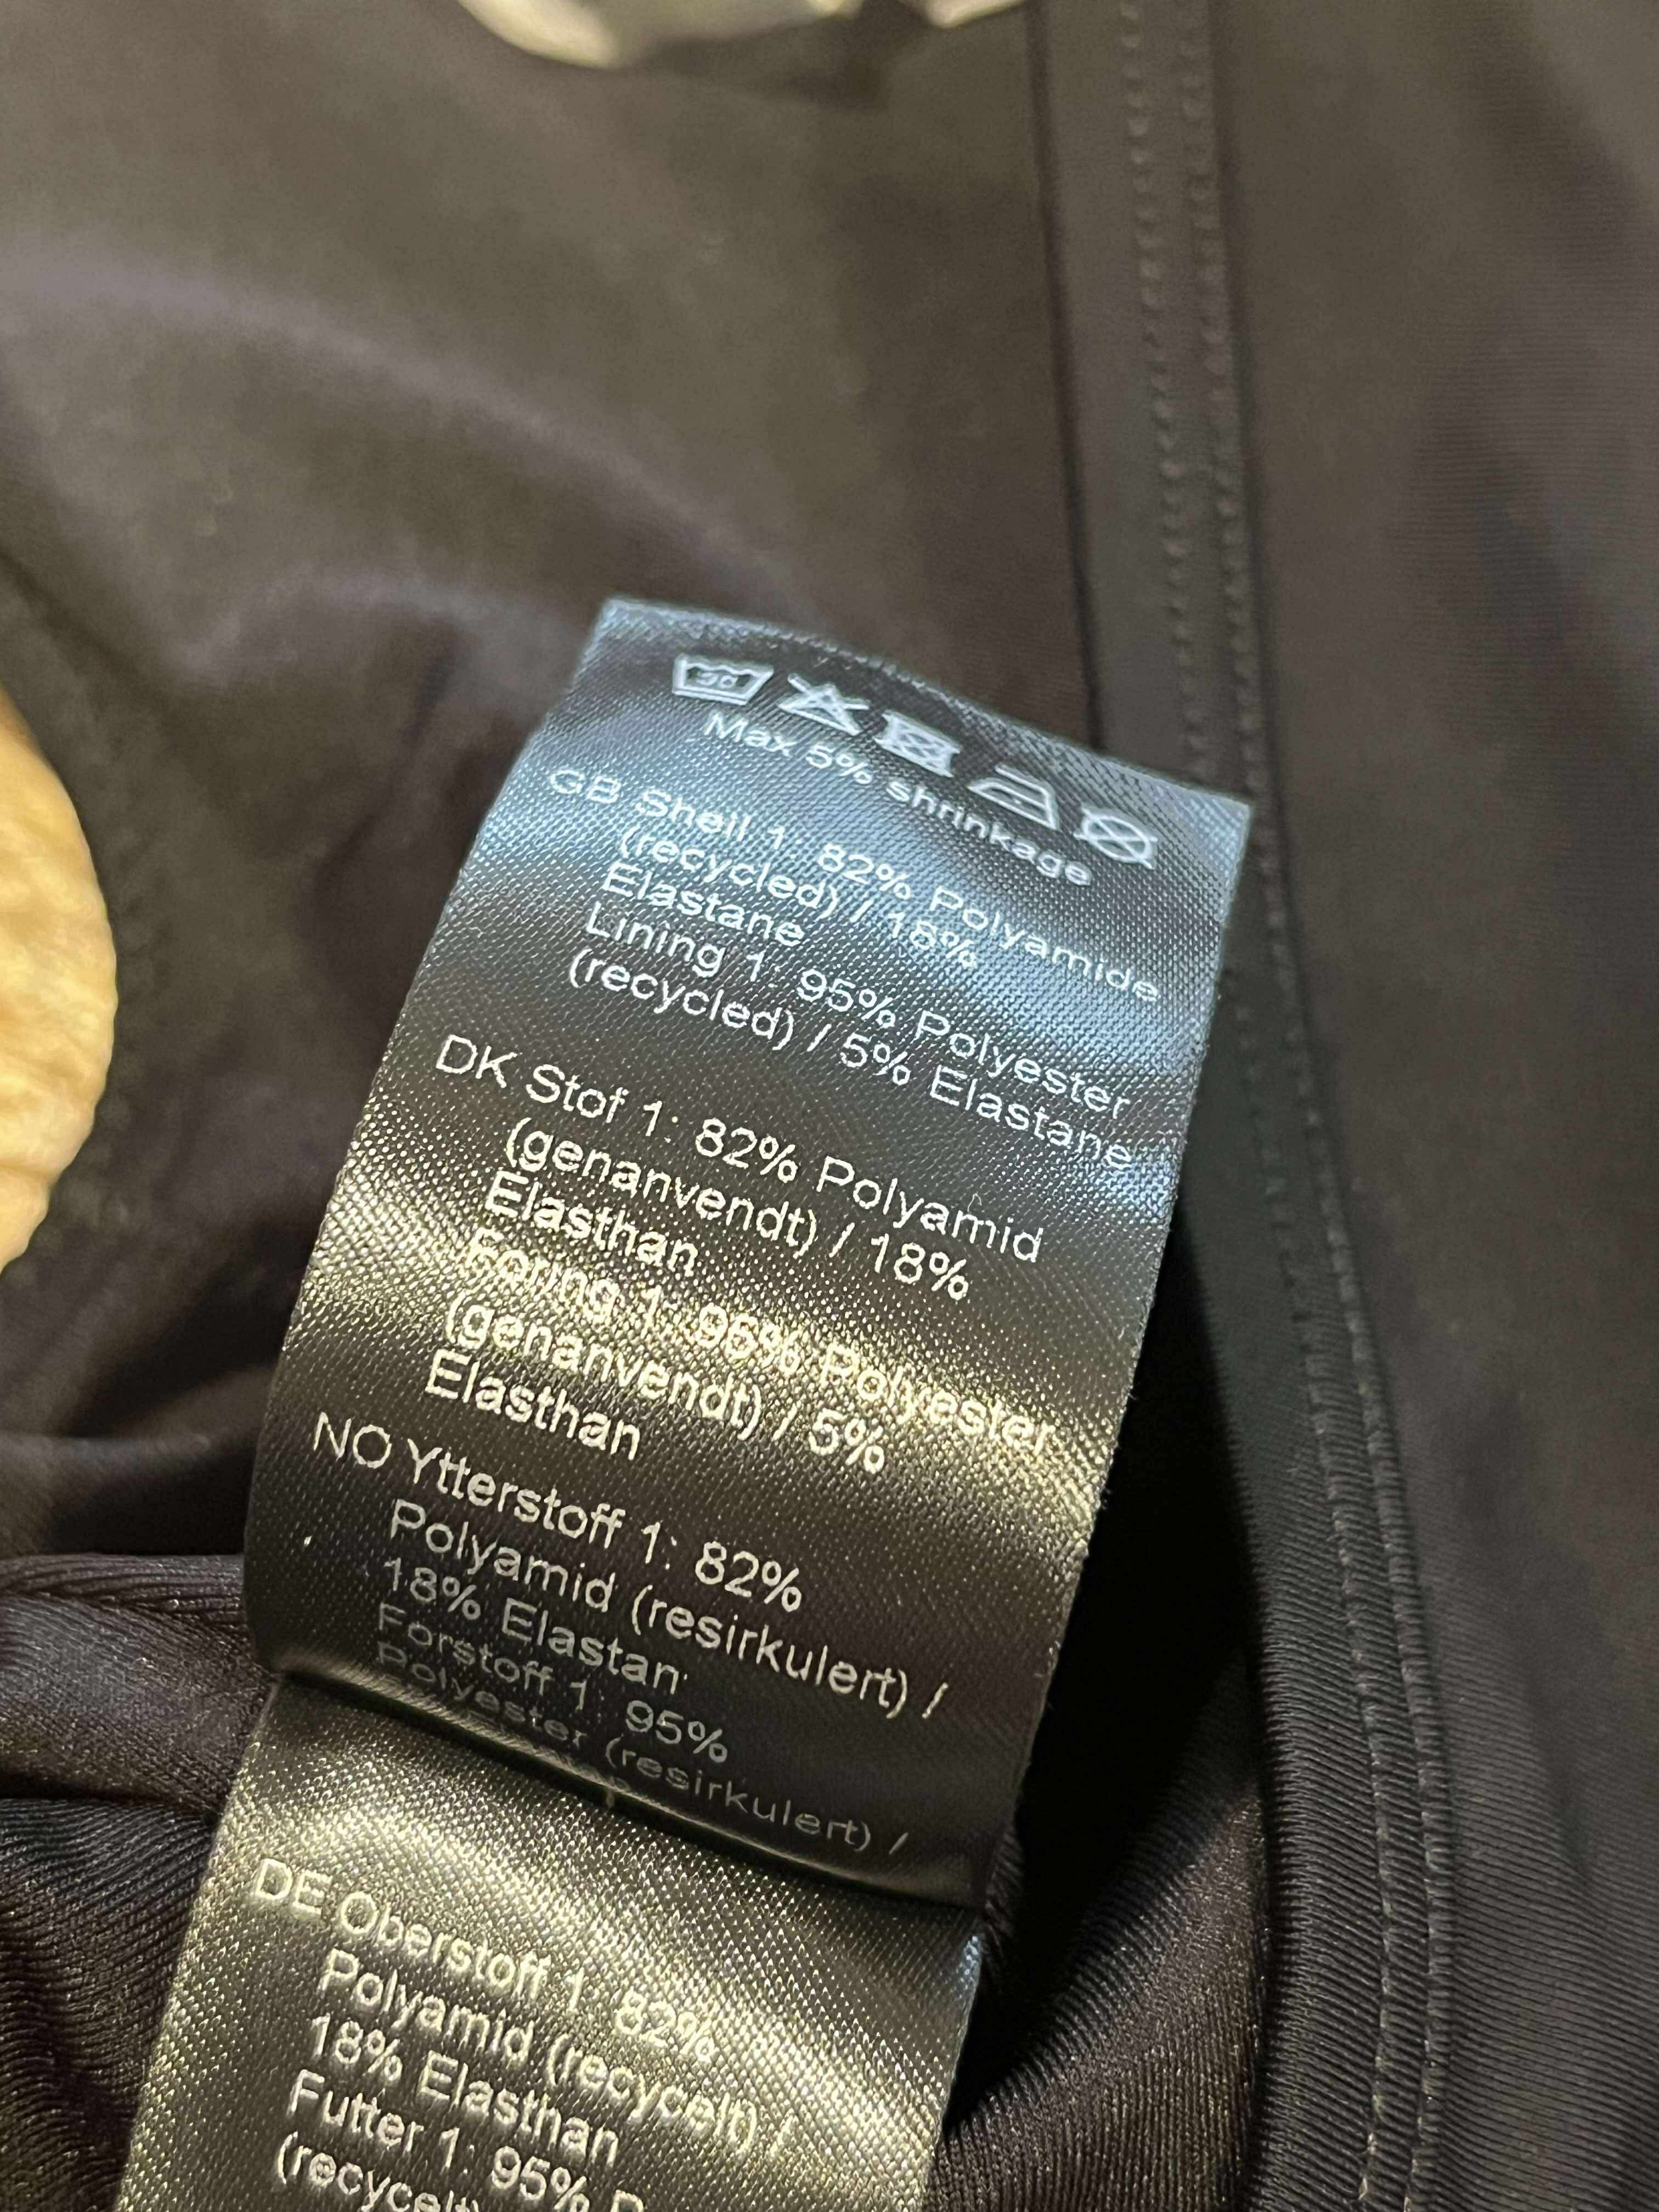 30
Max 5% shrinkage
GB Shell 1: 82% Polyamide
(recycled) / 18%
Elastane
Lining 1: 95% Polyester
(recycled) / 5% Elastane
DK Stof 1: 82% Polyamid
(genanvendt) / 18%
Elasthan
Foring 1: 95% Polyester
(genanvendt) / 5%
Elasthan
NO Ytterstoff 1: 82%
Polyamid (resirkulert) /
18% Elastan
Forstoff 1: 95%
Polyester (resirkulert) /
DE Oberstoff 1: 82%
Polyamid (recycelt) /
18% Elasthan
Futter 1: 95%
(recycelt)